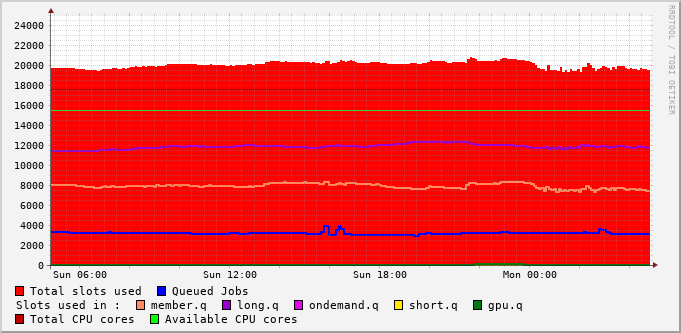 24000
22000
20000
18000
16000
14000
12000
10000
8000
6000
4000
2000
0
Sun 06:00 Sun 12:00 Sun 18:00 Mon 00:00
RRDTOOL / TOBI OETIKER
Total slots used Queued Jobs
Slots used in : member.q long.q ondemand.q short.q gpu.q
Total CPU cores Available CPU cores